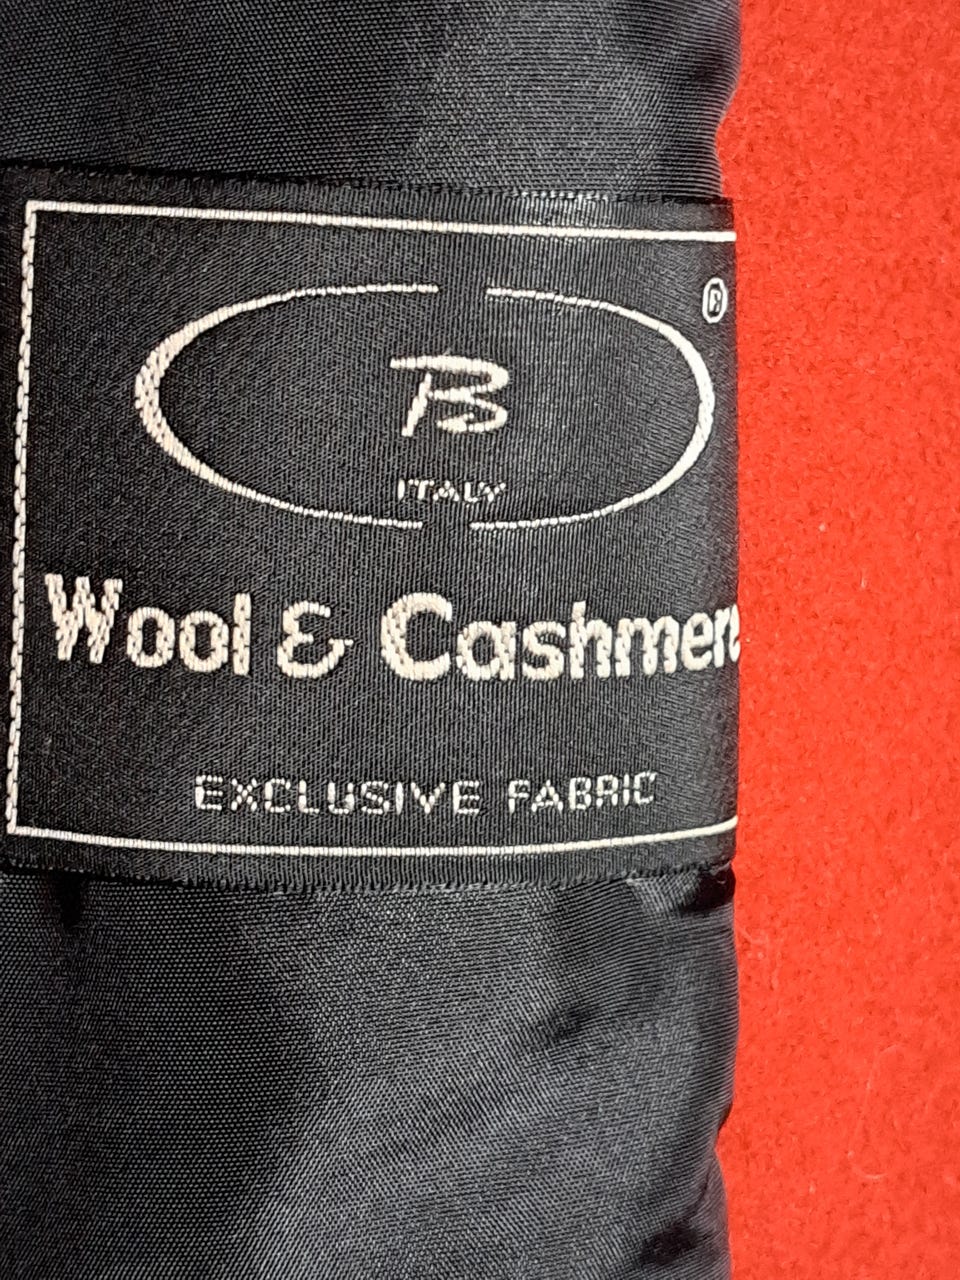 ®
B
ITALY
Wool & Cashmere
EXCLUSIVE FABRIC